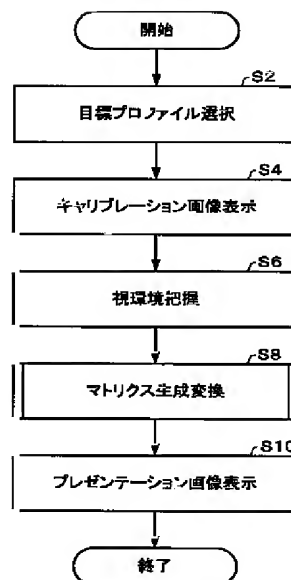 開始
S2
目標プロファイル選択
S4
キャリブレーション画像表示
S6
視環境把握
S8
マトリクス生成変換
S10
プレゼンテーション画像表示
終了